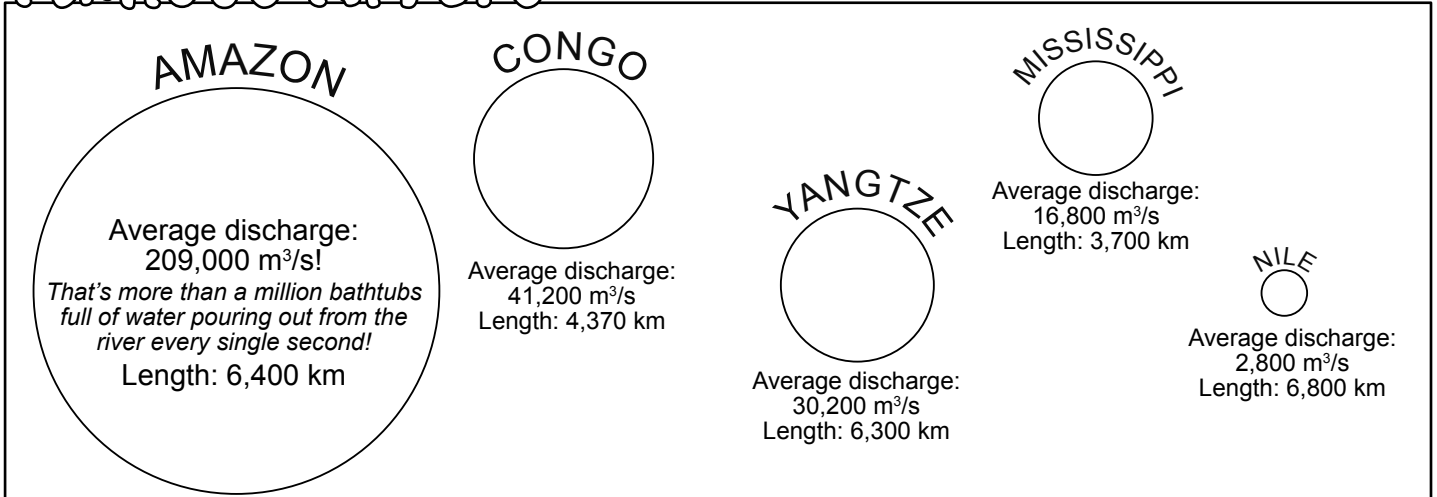 AMAZON
Average discharge:
209,000 m³/s!
That's more than a million bathtubs
full of water pouring out from the
river every single second!
Length: 6,400 km
CONGO
Average discharge:
41,200 m³/s
Length: 4,370 km
YANGTZE
Average discharge:
30,200 m³/s
Length: 6,300 km
MISSISSIPPI
Average discharge:
16,800 m³/s
Length: 3,700 km
NILE
Average discharge:
2,800 m³/s
Length: 6,800 km